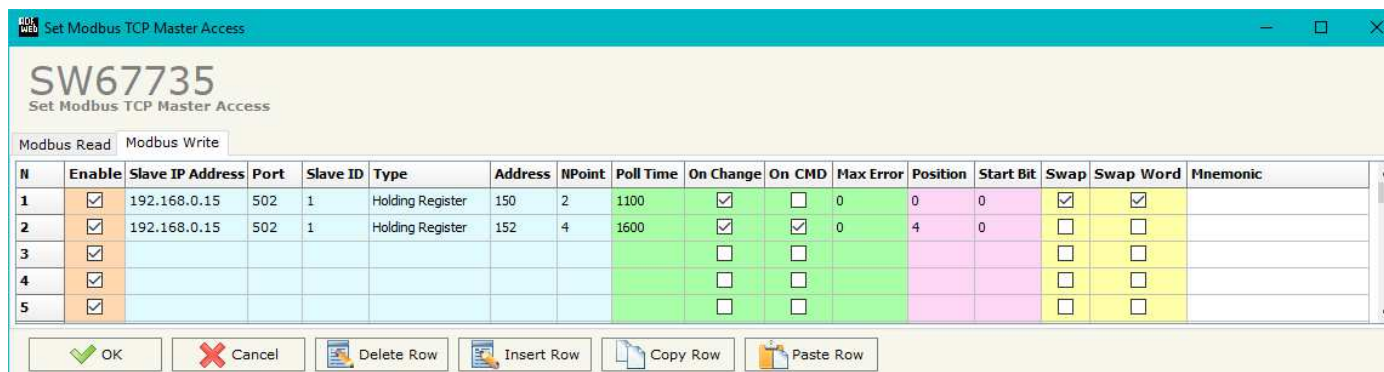 ADF WEB Set Modbus TCP Master Access
SW67735
Set Modbus TCP Master Access
Modbus Read Modbus Write
N Enable Slave IP Address Port Slave ID Type Address NPoint Poll Time On Change On CMD Max Error Position Start Bit Swap Swap Word Mnemonic
1 192.168.0.15 502 1 Holding Register 150 2 1100 0 0 0
2 192.168.0.15 502 1 Holding Register 152 4 1600 0 4 0
3
4
5
OK Cancel Delete Row Insert Row Copy Row Paste Row